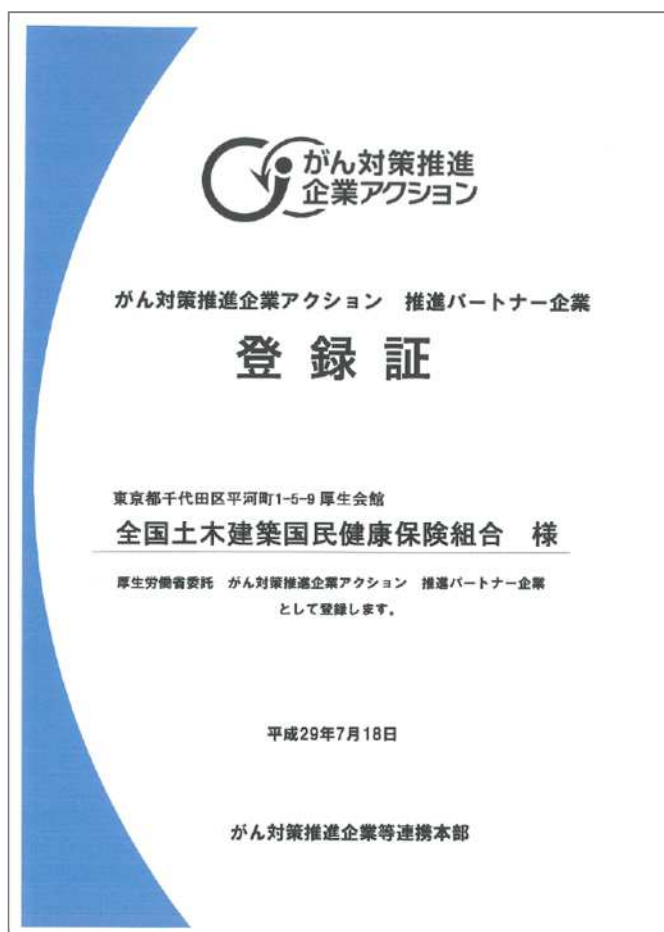 がん対策推進
企業アクション
がん対策推進企業アクション　推進パートナー企業
登録証
東京都千代田区平河町1-5-9 厚生会館
全国土木建築国民健康保険組合　様
厚生労働省委託　がん対策推進企業アクション　推進パートナー企業
として登録します。
平成29年7月18日
がん対策推進企業等連携本部